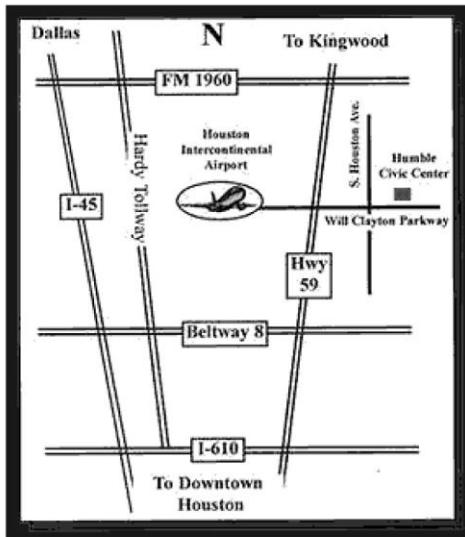 Dallas
N
To Kingwood
FM 1960
Hardy Tollway
Houston
Intercontinental
Airport
S. Houston Ave.
Humble
Civic Center
I-45
Will Clayton Parkway
Hwy
59
Beltway 8
I-610
To Downtown
Houston